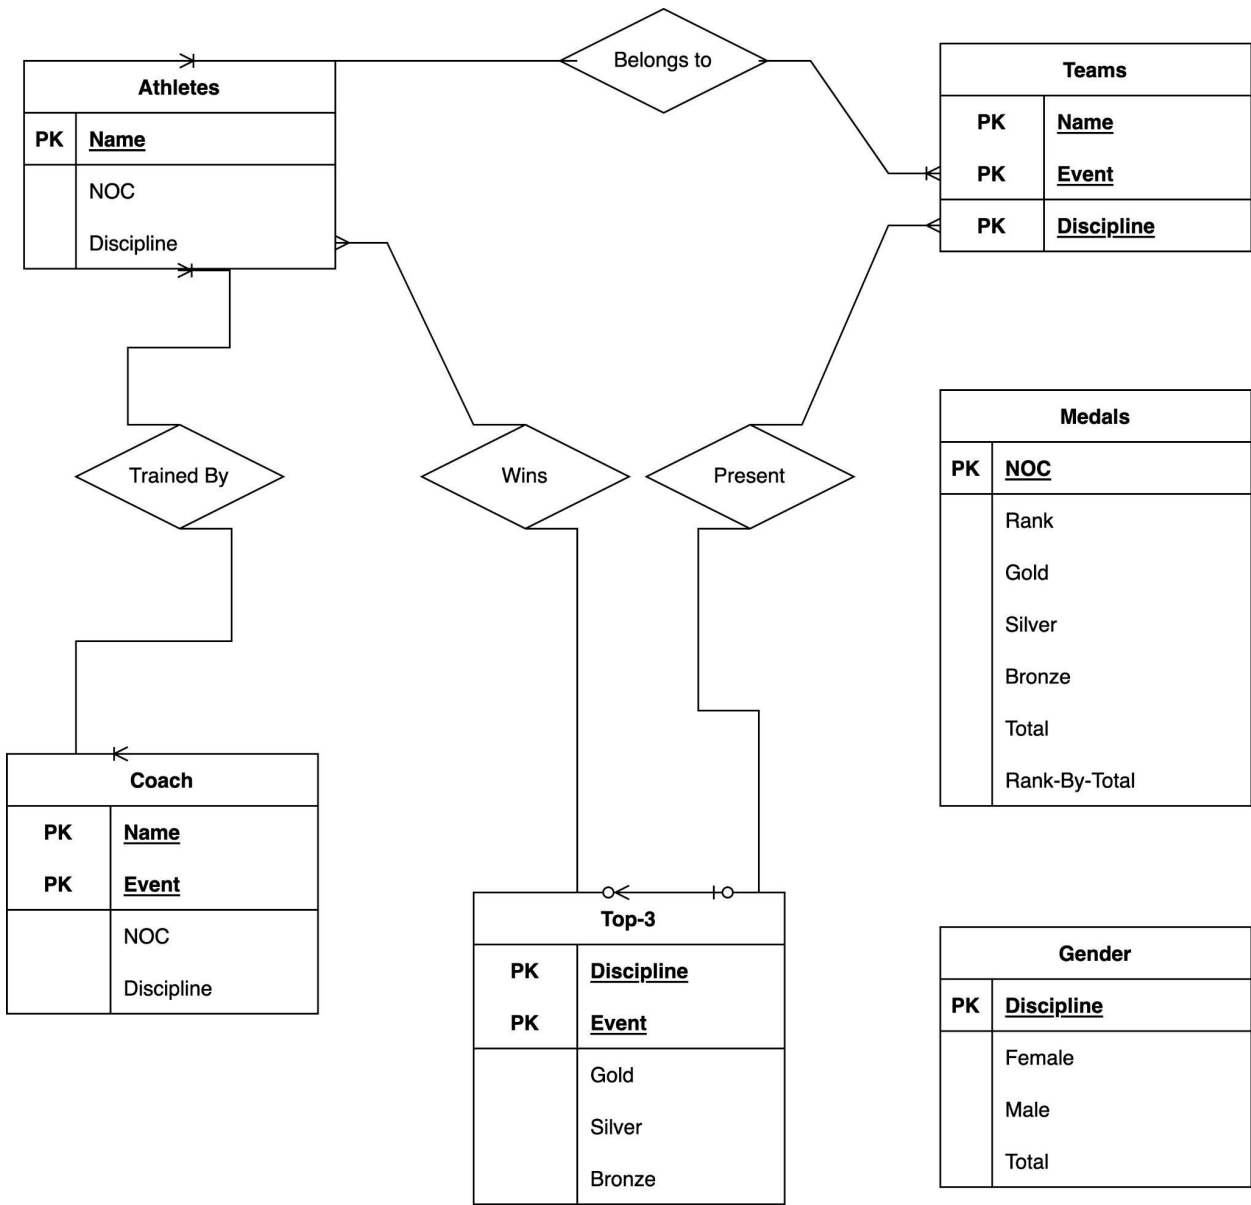 Belongs to
Athletes
PK Name
NOC
Discipline
Teams
PK Name
PK Event
PK Discipline
Trained By
Wins
Present
Medals
PK NOC
Rank
Gold
Silver
Bronze
Total
Rank-By-Total
Coach
PK Name
PK Event
NOC
Discipline
Top-3
PK Discipline
PK Event
Gold
Silver
Bronze
Gender
PK Discipline
Female
Male
Total